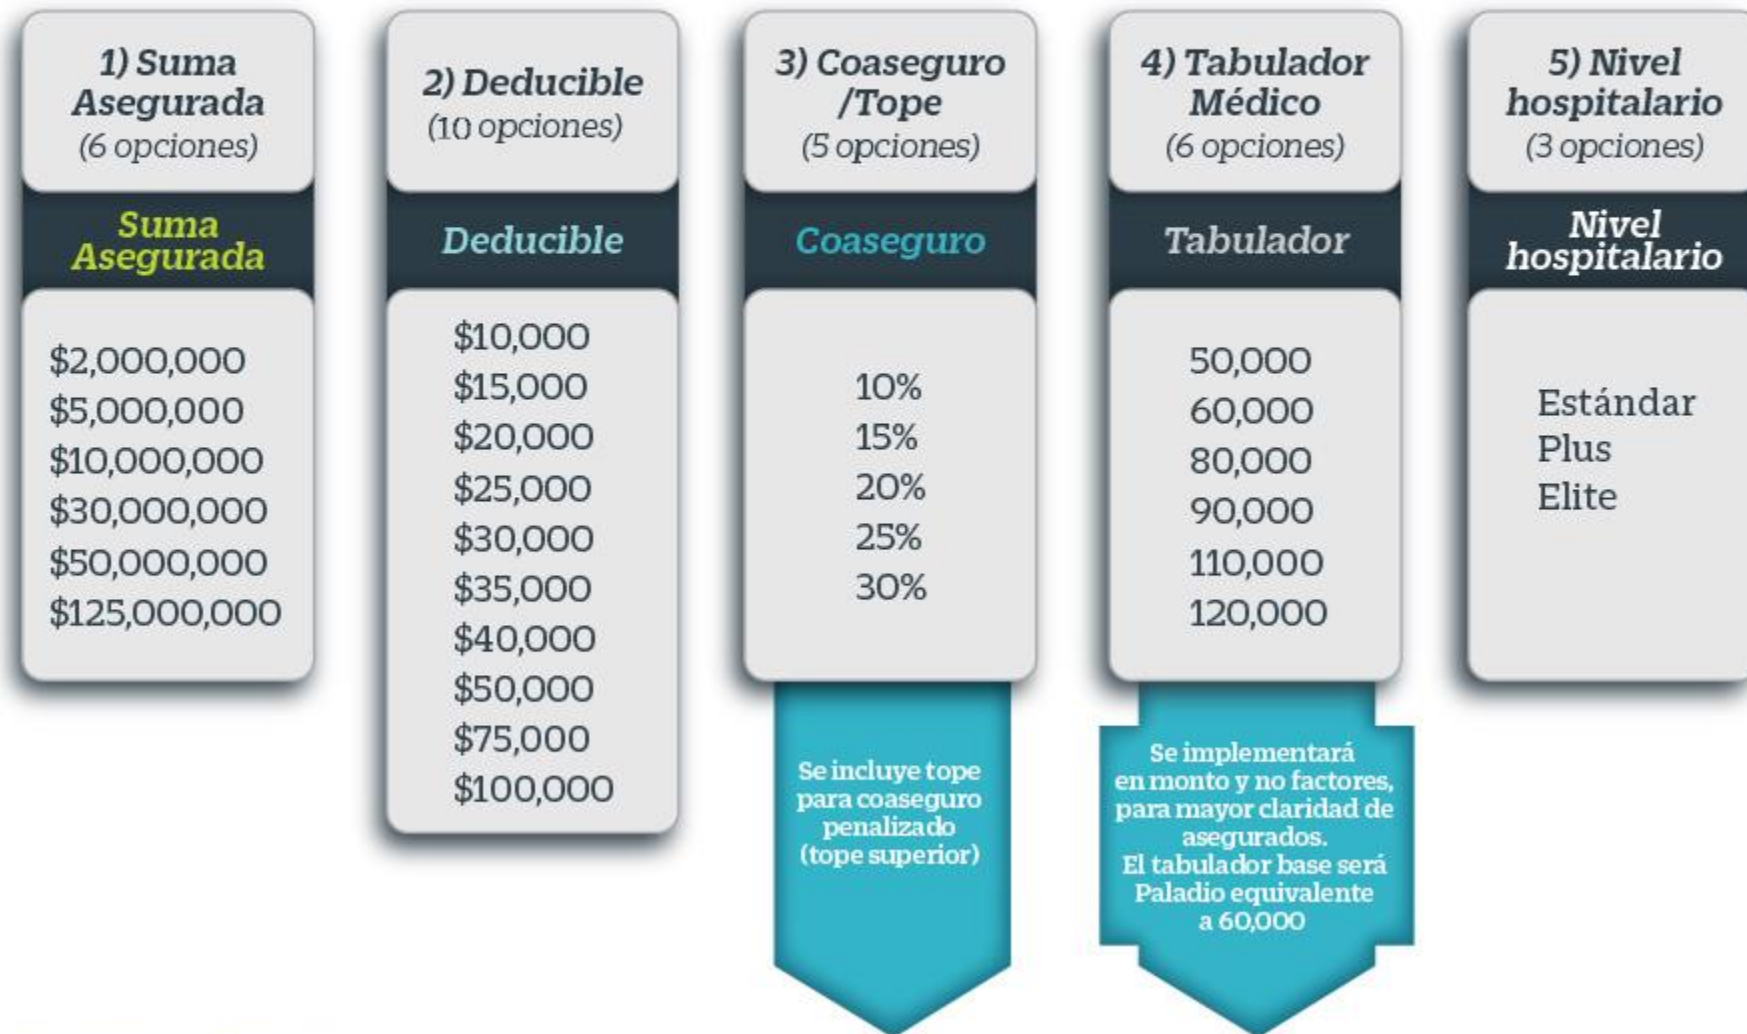 1) Suma
Asegurada
(6 opciones)
Suma
Asegurada
$2,000,000
$5,000,000
$10,000,000
$30,000,000
$50,000,000
$125,000,000
2) Deducible
(10 opciones)
Deducible
$10,000
$15,000
$20,000
$25,000
$30,000
$35,000
$40,000
$50,000
$75,000
$100,000
3) Coaseguro
/Tope
(5 opciones)
Coaseguro
10%
15%
20%
25%
30%
Se incluye tope
para coaseguro
penalizado
(tope superior)
4) Tabulador
Médico
(6 opciones)
Tabulador
50,000
60,000
80,000
90,000
110,000
120,000
Se implementará
en monto y no factores,
para mayor claridad de
asegurados.
El tabulador base será
Paladio equivalente
a 60,000
5) Nivel
hospitalario
(3 opciones)
Nivel
hospitalario
Estándar
Plus
Elite